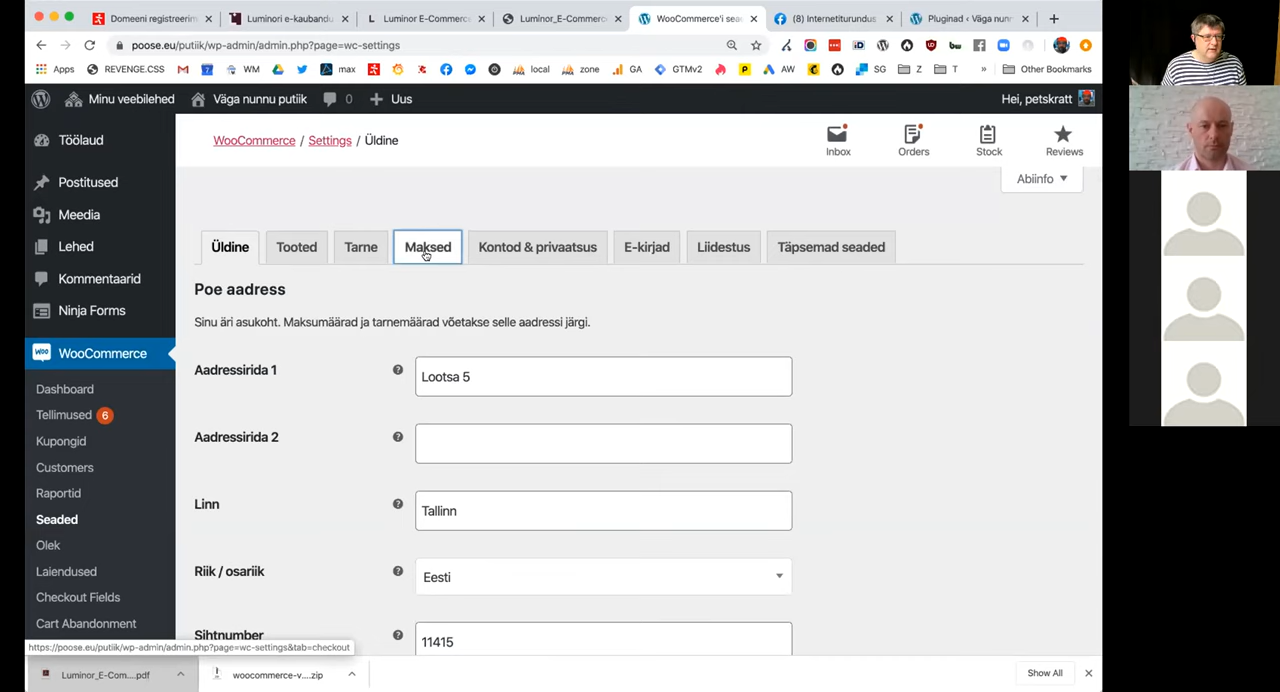 Domeeni registreerim
Luminori e-kaubandu
Luminor E-Commerce
Luminor_E-Commerc
WooCommerce'i sea
(8) Internetiturundus
Pluginad ‹ Väga nunn
poose.eu/putiik/wp-admin/admin.php?page=wc-settings
Apps
REVENGE.CSS
WM
max
local
zone
GA
GTMv2
AW
SG
Z
T
»
Other Bookmarks
Minu veebilehed
Väga nunnu putiik
0
Uus
Hei, petskratt
Töölaud
Postitused
Meedia
Lehed
Kommentaarid
Ninja Forms
WooCommerce
Dashboard
Tellimused 6
Kupongid
Customers
Raportid
Seaded
Olek
Laiendused
Checkout Fields
Cart Abandonment
WooCommerce / Settings / Üldine
Inbox
Orders
Stock
Reviews
Abiinfo
Üldine
Tooted
Tarne
Maksed
Kontod & privaatsus
E-kirjad
Liidestus
Täpsemad seaded
Poe aadress
Sinu äri asukoht. Maksumäärad ja tarnemäärad võetakse selle aadressi järgi.
Aadressirida 1
Lootsa 5
Aadressirida 2
Linn
Tallinn
Riik / osariik
Eesti
Sihtnumber
11415
https://poose.eu/putiik/wp-admin/admin.php?page=wc-settings&tab=checkout
Luminor_E-Com....pdf
woocommerce-v....zip
Show All